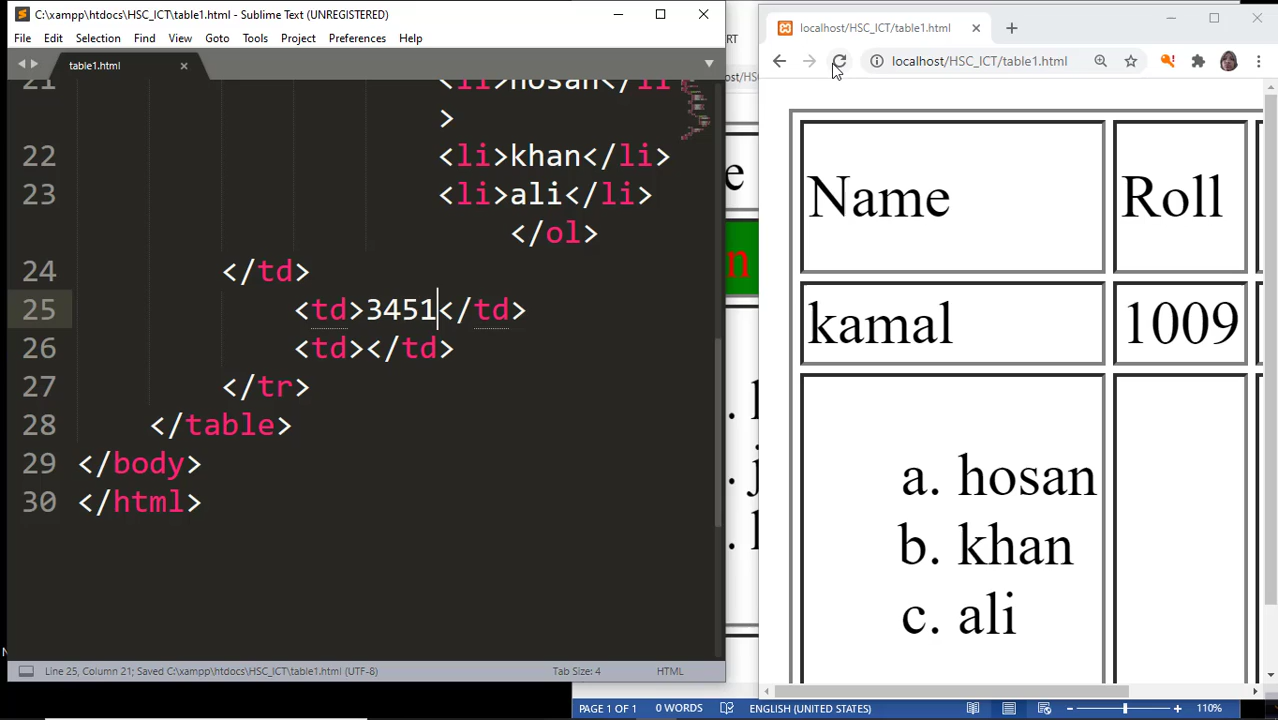 C:\xampp\htdocs\HSC_ICT\table1.html - Sublime Text (UNREGISTERED)
File Edit Selection Find View Goto Tools Project Preferences Help
table1.html
21 <li>hosan</li
>
22 <li>khan</li>
23 <li>ali</li>
</ol>
24 </td>
25 <td>3451</td>
26 <td></td>
27 </tr>
28 </table>
29 </body>
30 </html>
Line 25, Column 21; Saved C:\xampp\htdocs\HSC_ICT\table1.html (UTF-8) Tab Size: 4 HTML
localhost/HSC_ICT/table1.html
localhost/HSC_ICT/table1.html
Name Roll
kamal 1009
a. hosan
b. khan
c. ali
PAGE 1 OF 1 0 WORDS ENGLISH (UNITED STATES) 110%